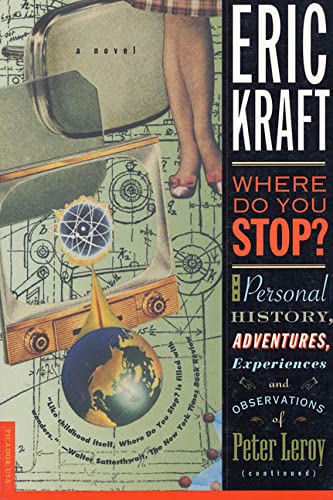 a novel
ERIC
KRAFT
WHERE
DO YOU
STOP?
THE Personal
HISTORY,
ADVENTURES,
Experiences
and
OBSERVATIONS
of
Peter Leroy
(continued)
"Like childhood itself, Where Do You Stop? is filled with
wonders." —Walter Satterthwait, The New York Times Book Review
PICADOR USA